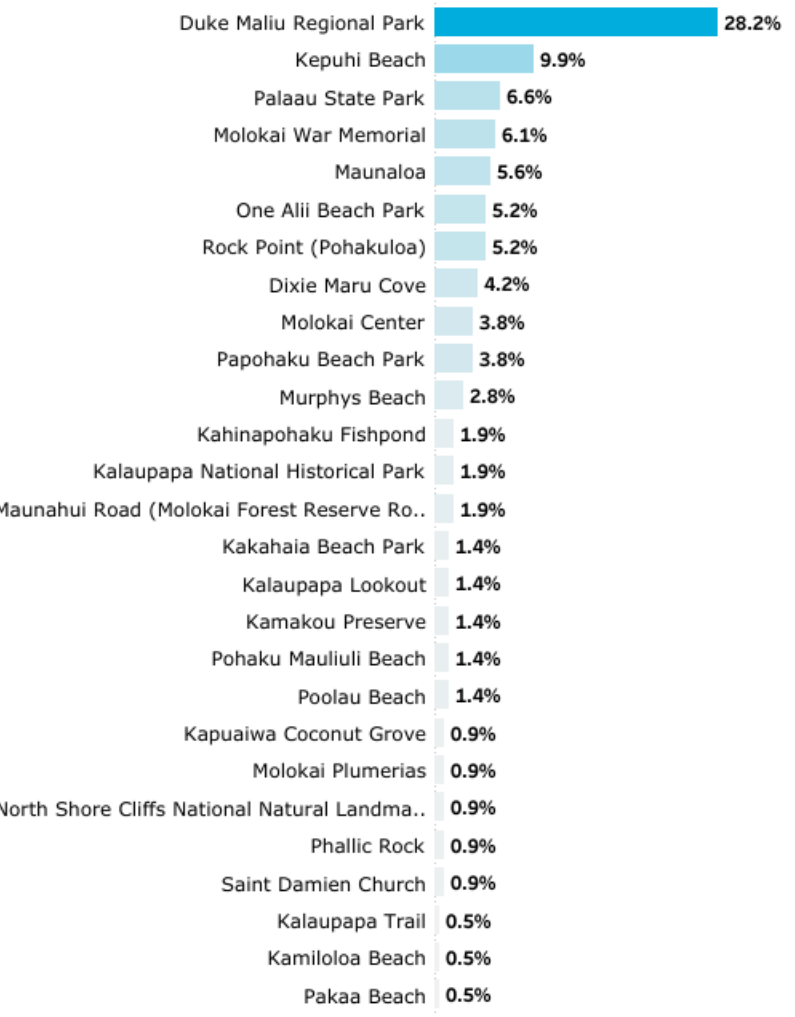 Duke Maliu Regional Park 28.2%
Kepuhi Beach 9.9%
Palaau State Park 6.6%
Molokai War Memorial 6.1%
Maunaloa 5.6%
One Alii Beach Park 5.2%
Rock Point (Pohakuloa) 5.2%
Dixie Maru Cove 4.2%
Molokai Center 3.8%
Papohaku Beach Park 3.8%
Murphys Beach 2.8%
Kahinapohaku Fishpond 1.9%
Kalaupapa National Historical Park 1.9%
Maunahui Road (Molokai Forest Reserve Ro.. 1.9%
Kakahaia Beach Park 1.4%
Kalaupapa Lookout 1.4%
Kamakou Preserve 1.4%
Pohaku Mauliuli Beach 1.4%
Poolau Beach 1.4%
Kapuaiwa Coconut Grove 0.9%
Molokai Plumerias 0.9%
North Shore Cliffs National Natural Landma.. 0.9%
Phallic Rock 0.9%
Saint Damien Church 0.9%
Kalaupapa Trail 0.5%
Kamiloloa Beach 0.5%
Pakaa Beach 0.5%